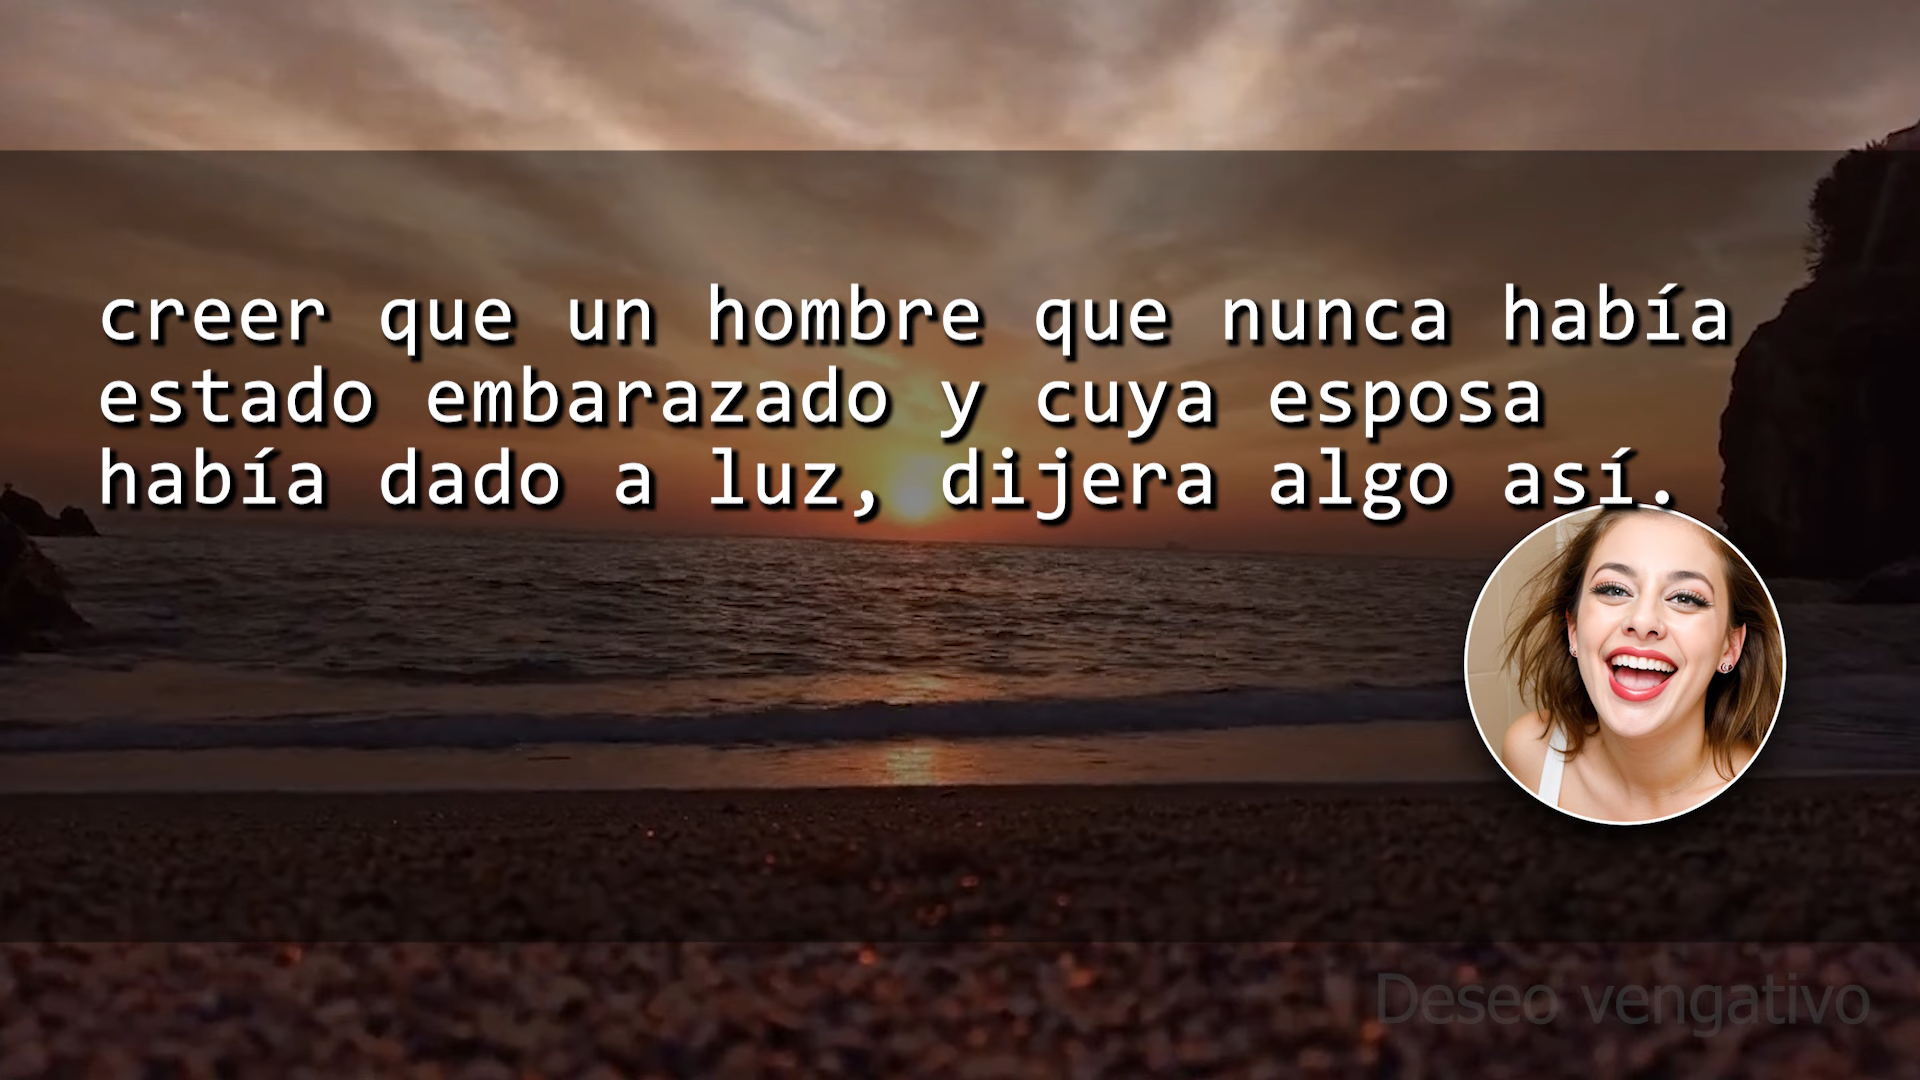 creer que un hombre que nunca había
estado embarazado y cuya esposa
había dado a luz, dijera algo así.
Deseo vengativo